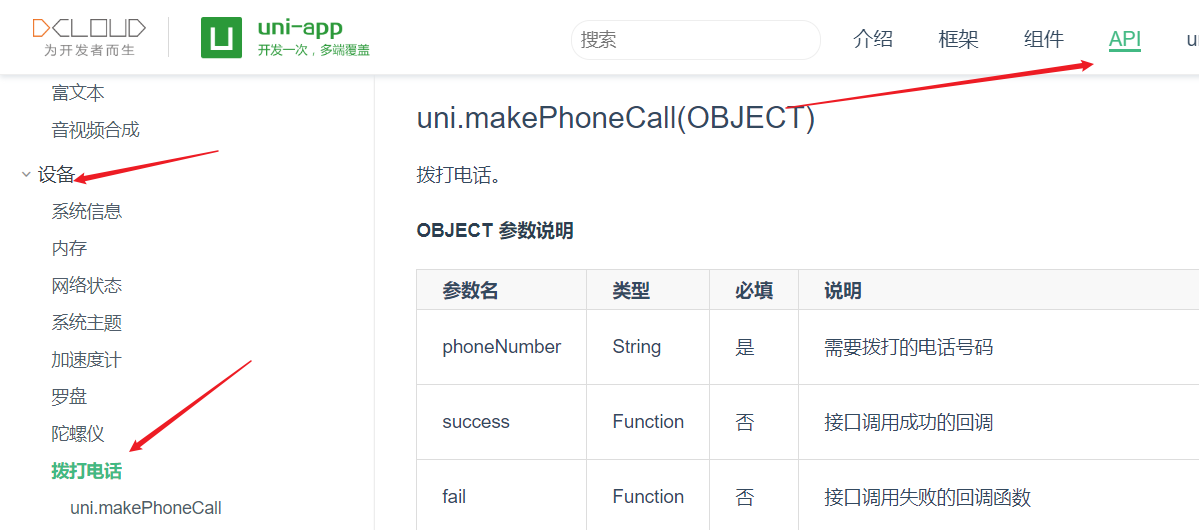 DCLOUD
为开发者而生
uni-app
开发一次，多端覆盖
搜索
介绍
框架
组件
API
富文本
音视频合成
设备
系统信息
内存
网络状态
系统主题
加速度计
罗盘
陀螺仪
拨打电话
uni.makePhoneCall
uni.makePhoneCall(OBJECT)
拨打电话。
OBJECT 参数说明
参数名 类型 必填 说明
phoneNumber String 是 需要拨打的电话号码
success Function 否 接口调用成功的回调
fail Function 否 接口调用失败的回调函数